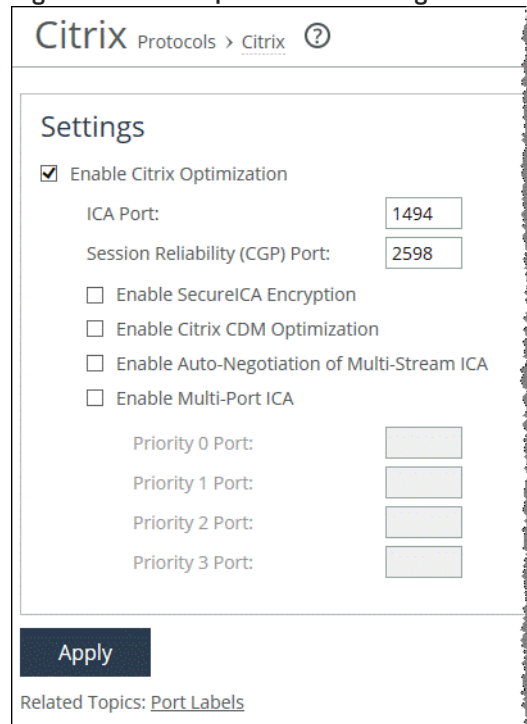 Citrix Protocols › Citrix ?
Settings
Enable Citrix Optimization
ICA Port: 1494
Session Reliability (CGP) Port: 2598
Enable SecureICA Encryption
Enable Citrix CDM Optimization
Enable Auto-Negotiation of Multi-Stream ICA
Enable Multi-Port ICA
Priority 0 Port:
Priority 1 Port:
Priority 2 Port:
Priority 3 Port:
Apply
Related Topics: Port Labels